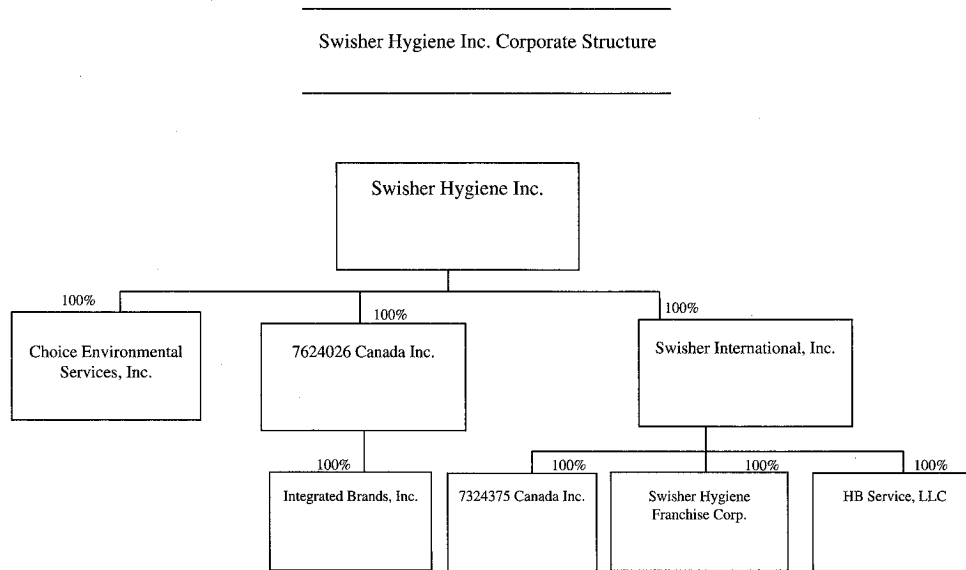 Swisher Hygiene Inc. Corporate Structure
Swisher Hygiene Inc.
100%
100%
100%
Choice Environmental
Services, Inc.
7624026 Canada Inc.
Swisher International, Inc.
100%
100%
100%
100%
Integrated Brands, Inc.
7324375 Canada Inc.
Swisher Hygiene
Franchise Corp.
HB Service, LLC